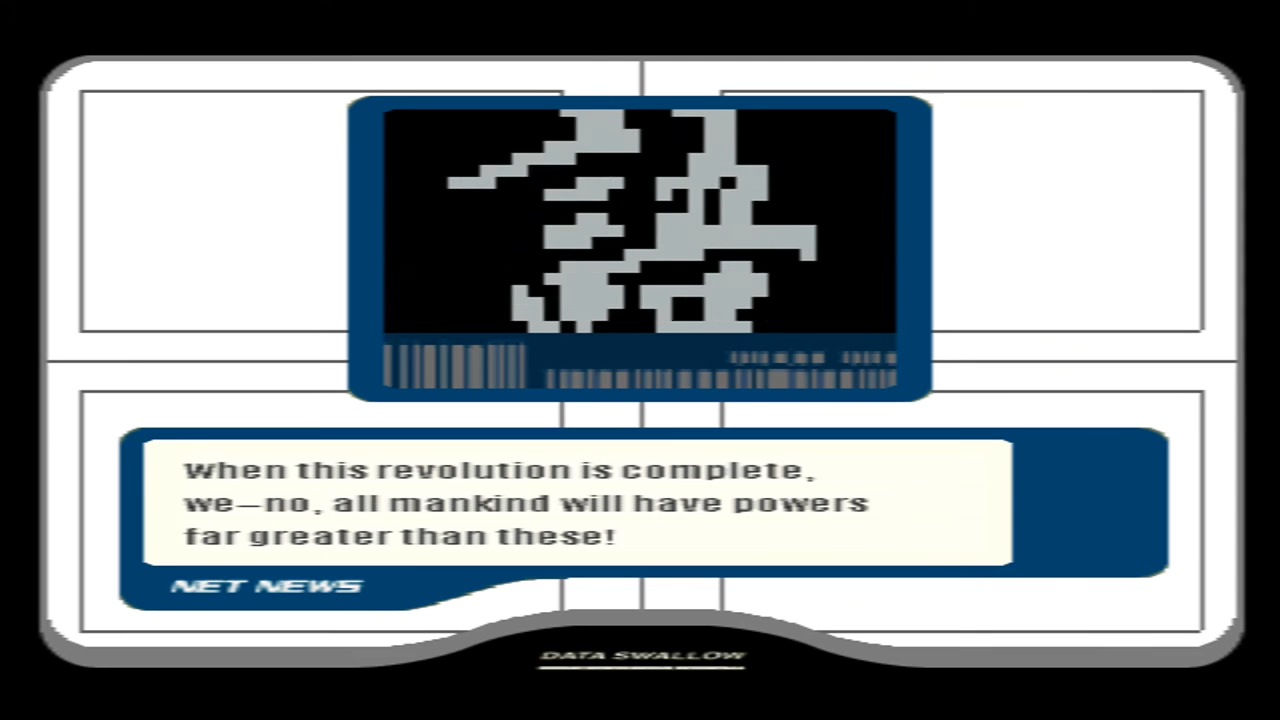 When this revolution is complete,
we—no, all mankind will have powers
far greater than these!
NET NEWS
DATA SWALLOW